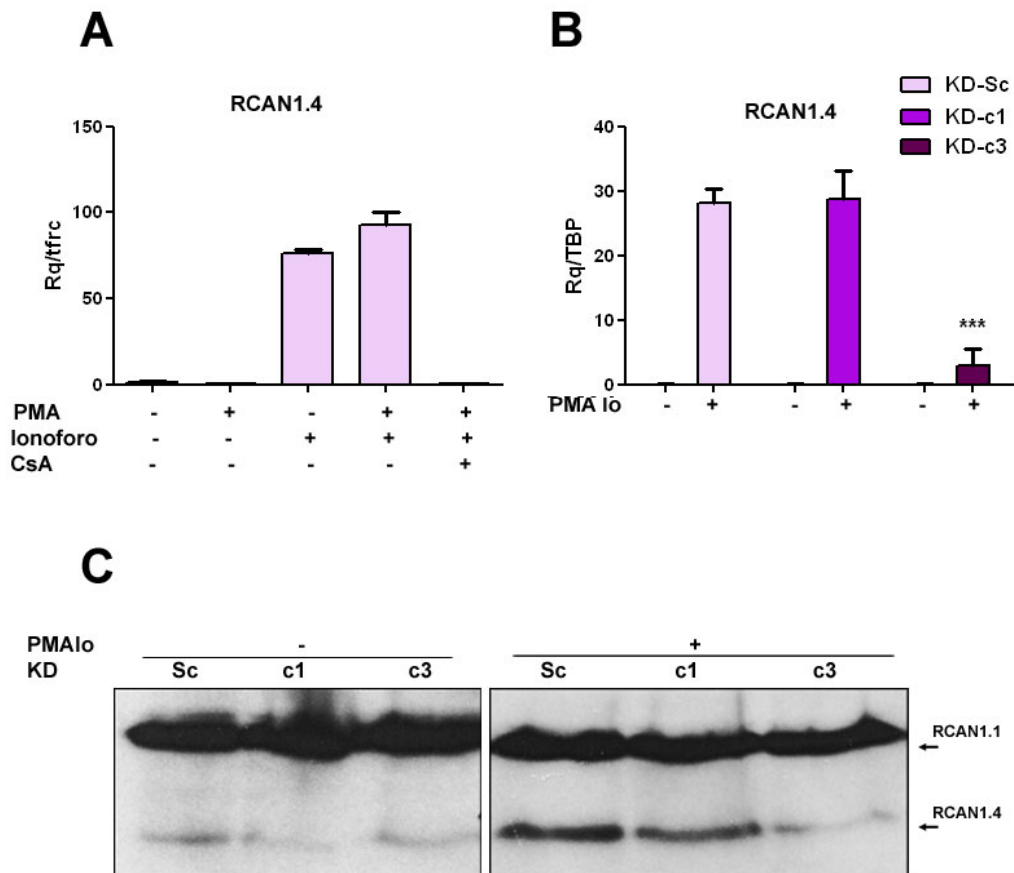 A
RCAN1.4
Rq/tfrc
150
100
50
0
PMA - + - + +
Ionoforo - - + + +
CsA - - - - +
B
RCAN1.4
KD-Sc
KD-c1
KD-c3
Rq/TBP
40
30
20
10
0
***
PMA Io - + - + - +
C
PMAIo - +
KD Sc c1 c3 Sc c1 c3
RCAN1.1
RCAN1.4